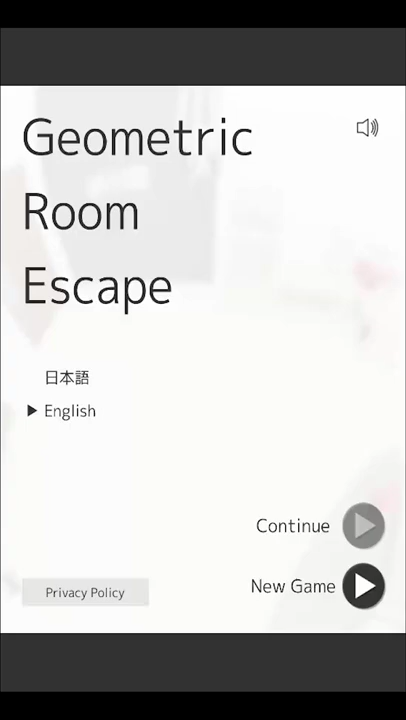 Geometric
Room
Escape
日本語
English
Continue
New Game
Privacy Policy